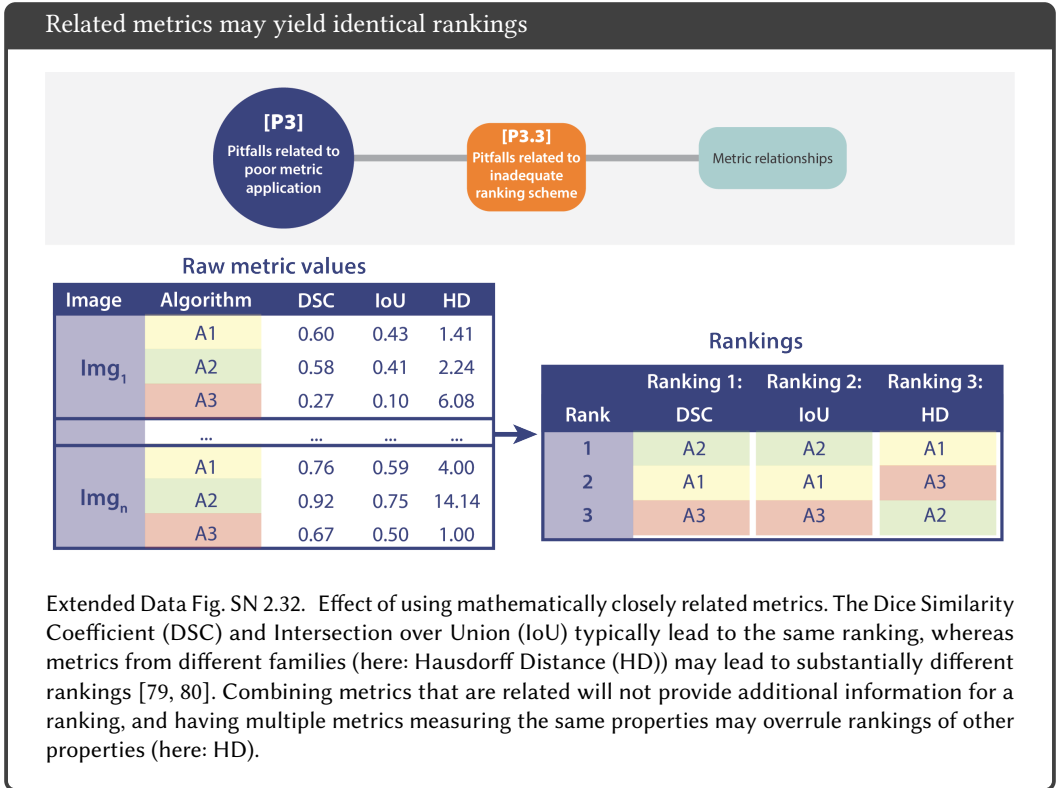 Related metrics may yield identical rankings
[P3]
Pitfalls related to
poor metric
application
[P3.3]
Pitfalls related to
inadequate
ranking scheme
Metric relationships
Raw metric values
Image Algorithm DSC IoU HD
Img1 A1 0.60 0.43 1.41
A2 0.58 0.41 2.24
A3 0.27 0.10 6.08
... ... ... ...
Imgn A1 0.76 0.59 4.00
A2 0.92 0.75 14.14
A3 0.67 0.50 1.00
Rankings
Ranking 1: Ranking 2: Ranking 3:
Rank DSC IoU HD
1 A2 A2 A1
2 A1 A1 A3
3 A3 A3 A2
Extended Data Fig. SN 2.32. Effect of using mathematically closely related metrics. The Dice Similarity
Coefficient (DSC) and Intersection over Union (IoU) typically lead to the same ranking, whereas
metrics from different families (here: Hausdorff Distance (HD)) may lead to substantially different
rankings [79, 80]. Combining metrics that are related will not provide additional information for a
ranking, and having multiple metrics measuring the same properties may overrule rankings of other
properties (here: HD).